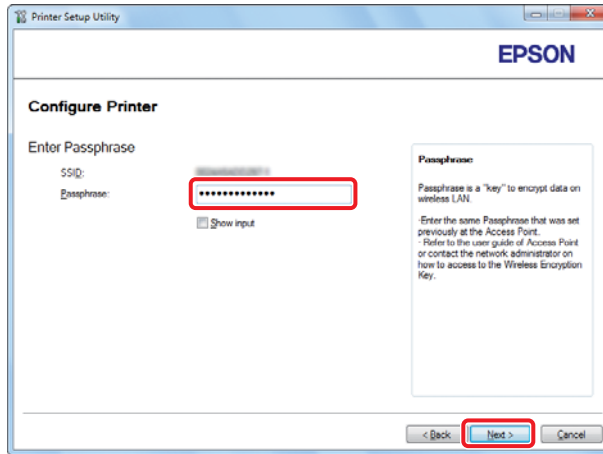 Printer Setup Utility
EPSON
Configure Printer
Enter Passphrase
SSID:
Passphrase: •••••••••••••
Show input
Passphrase
Passphrase is a "key" to encrypt data on
wireless LAN.
·Enter the same Passphrase that was set
previously at the Access Point.
· Refer to the user guide of Access Point
or contact the network administrator on
how to access to the Wireless Encryption
Key.
< Back Next > Cancel